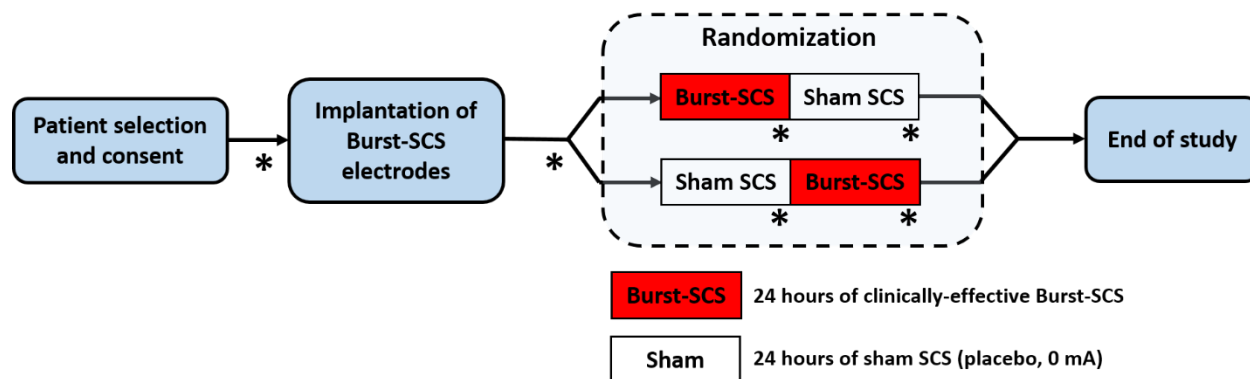 Randomization
Patient selection
and consent
*
Implantation of
Burst-SCS
electrodes
*
Burst-SCS Sham SCS
* *
Sham SCS Burst-SCS
* *
End of study
Burst-SCS 24 hours of clinically-effective Burst-SCS
Sham 24 hours of sham SCS (placebo, 0 mA)